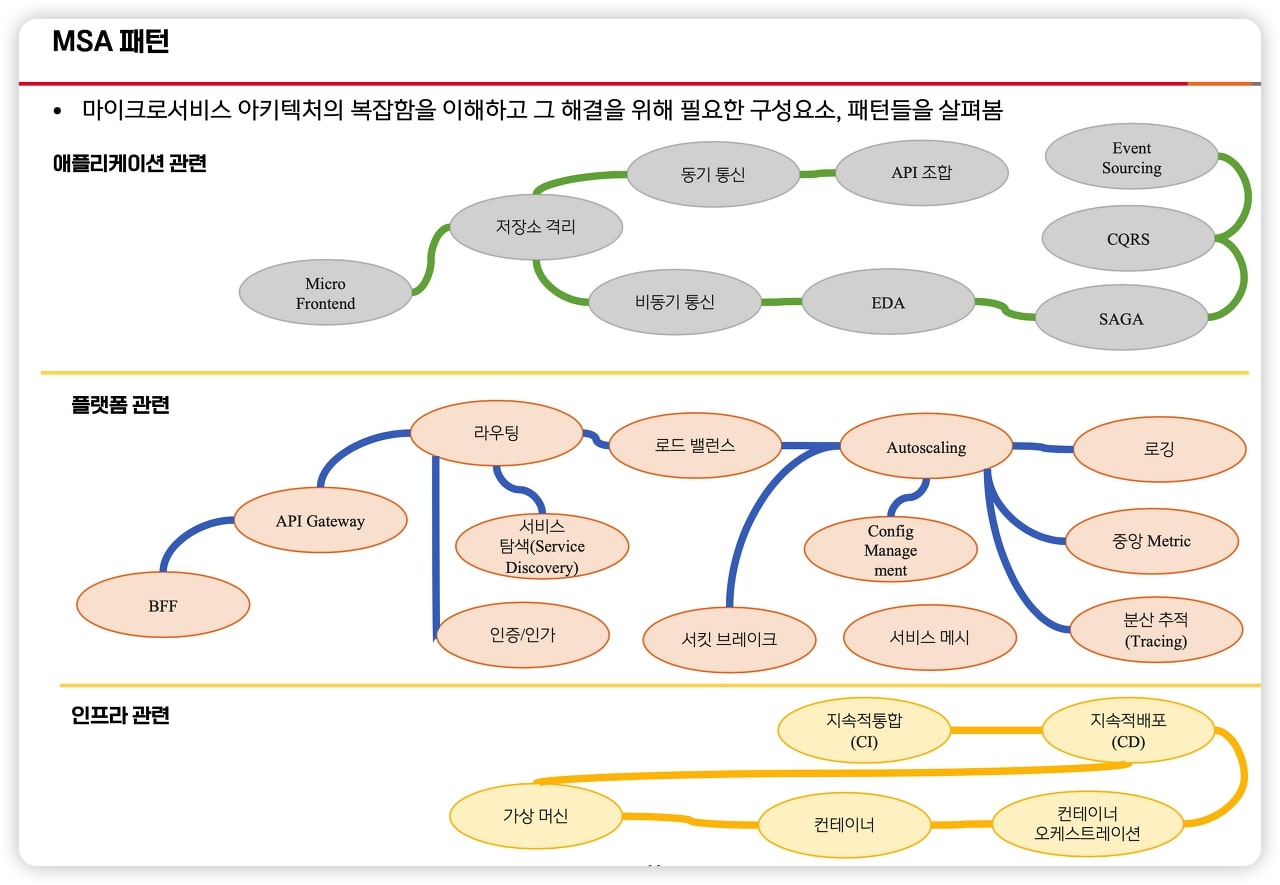 MSA 패턴
• 마이크로서비스 아키텍처의 복잡함을 이해하고 그 해결을 위해 필요한 구성요소, 패턴들을 살펴봄
애플리케이션 관련
Event
Sourcing
동기 통신
API 조합
저장소 격리
CQRS
Micro
Frontend
비동기 통신
EDA
SAGA
플랫폼 관련
라우팅
로드 밸런스
Autoscaling
로깅
API Gateway
서비스
탐색(Service
Discovery)
Config
Manage
ment
중앙 Metric
BFF
인증/인가
서킷 브레이크
서비스 메시
분산 추적
(Tracing)
인프라 관련
지속적통합
(CI)
지속적배포
(CD)
가상 머신
컨테이너
컨테이너
오케스트레이션